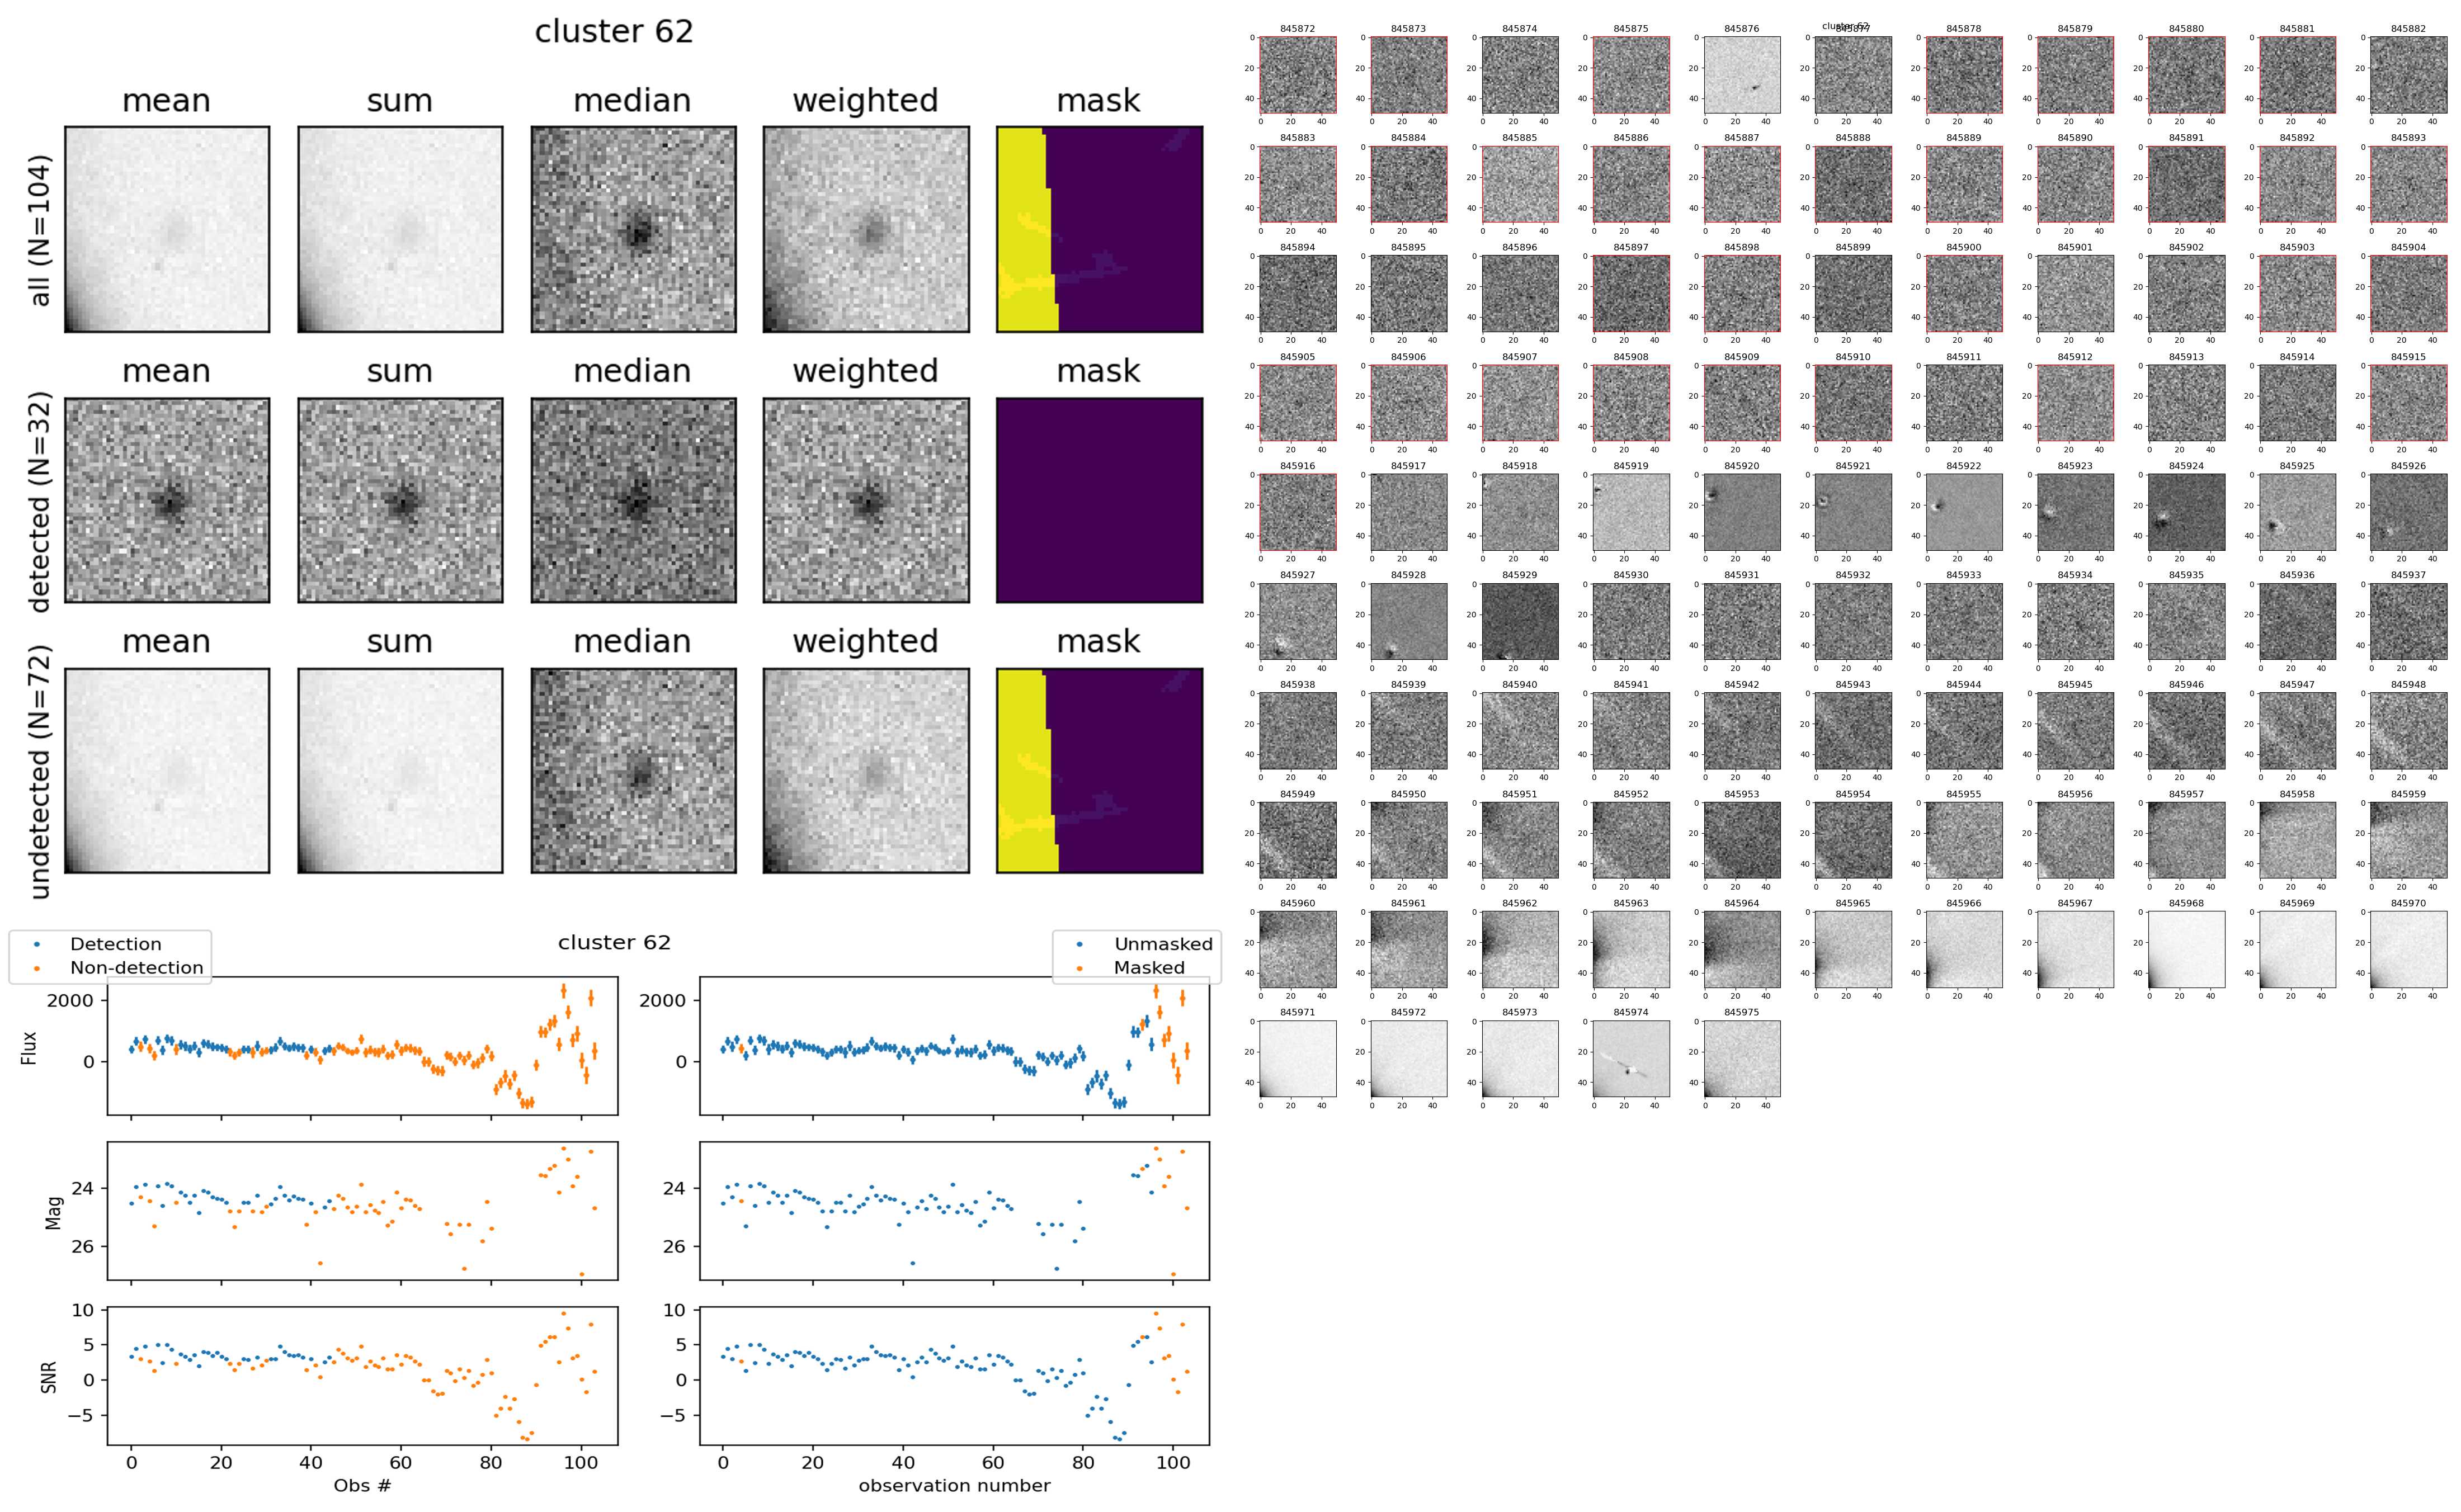 cluster 62
mean sum median weighted mask
all (N=104)
mean sum median weighted mask
detected (N=32)
mean sum median weighted mask
undetected (N=72)
cluster 62
Detection
Non-detection
Unmasked
Masked
Flux
2000
0
2000
0
Mag
24
26
24
26
SNR
10
5
0
−5
10
5
0
−5
0 20 40 60 80 100
Obs #
0 20 40 60 80 100
observation number
cluster 62
845872 845873 845874 845875 845876 845877 845878 845879 845880 845881 845882
845883 845884 845885 845886 845887 845888 845889 845890 845891 845892 845893
845894 845895 845896 845897 845898 845899 845900 845901 845902 845903 845904
845905 845906 845907 845908 845909 845910 845911 845912 845913 845914 845915
845916 845917 845918 845919 845920 845921 845922 845923 845924 845925 845926
845927 845928 845929 845930 845931 845932 845933 845934 845935 845936 845937
845938 845939 845940 845941 845942 845943 845944 845945 845946 845947 845948
845949 845950 845951 845952 845953 845954 845955 845956 845957 845958 845959
845960 845961 845962 845963 845964 845965 845966 845967 845968 845969 845970
845971 845972 845973 845974 845975